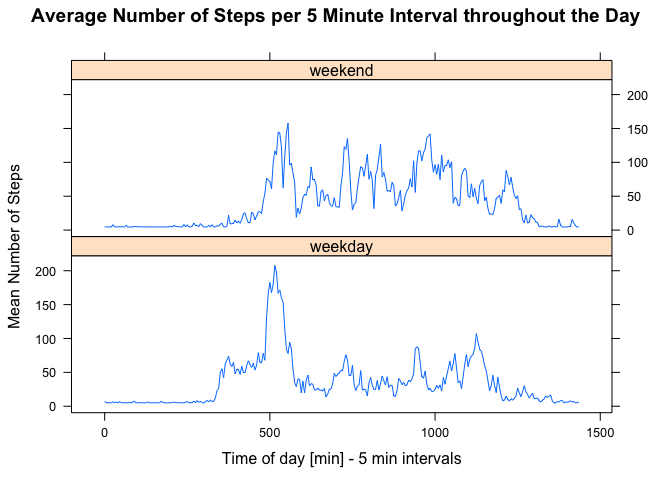 Average Number of Steps per 5 Minute Interval throughout the Day
weekend
200
150
100
50
0
weekday
200
150
100
50
0
Mean Number of Steps
0 500 1000 1500
Time of day [min] - 5 min intervals